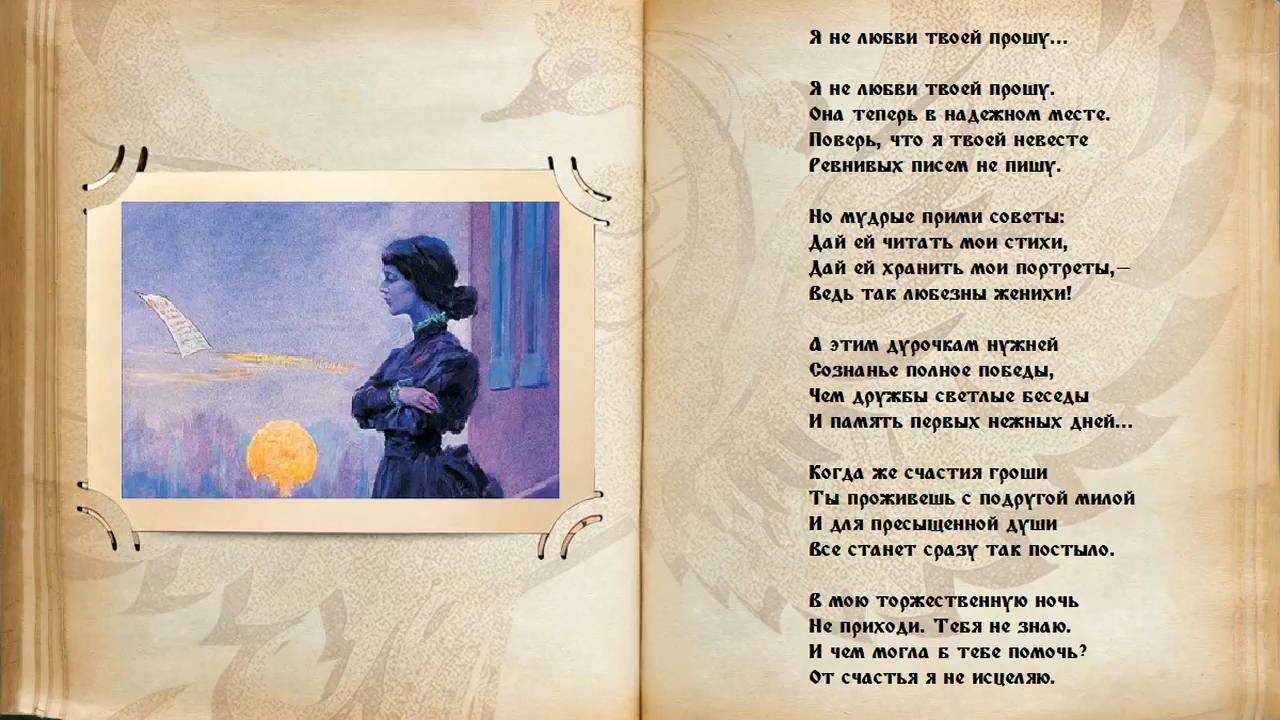 Я не любви твоей прошу...
Я не любви твоей прошу.
Она теперь в надежном месте.
Поверь, что я твоей невесте
Ревнивых писем не пишу.
Но мудрые прими советы:
Дай ей читать мои стихи,
Дай ей хранить мои портреты,—
Ведь так любезны женихи!
А этим дурочкам нужней
Сознанье полное победы,
Чем дружбы светлые беседы
И память первых нежных дней...
Когда же счастия гроши
Ты проживешь с подругой милой
И для пресыщенной души
Все станет сразу так постыло.
В мою торжественную ночь
Не приходи. Тебя не знаю.
И чем могла б тебе помочь?
От счастья я не исцеляю.